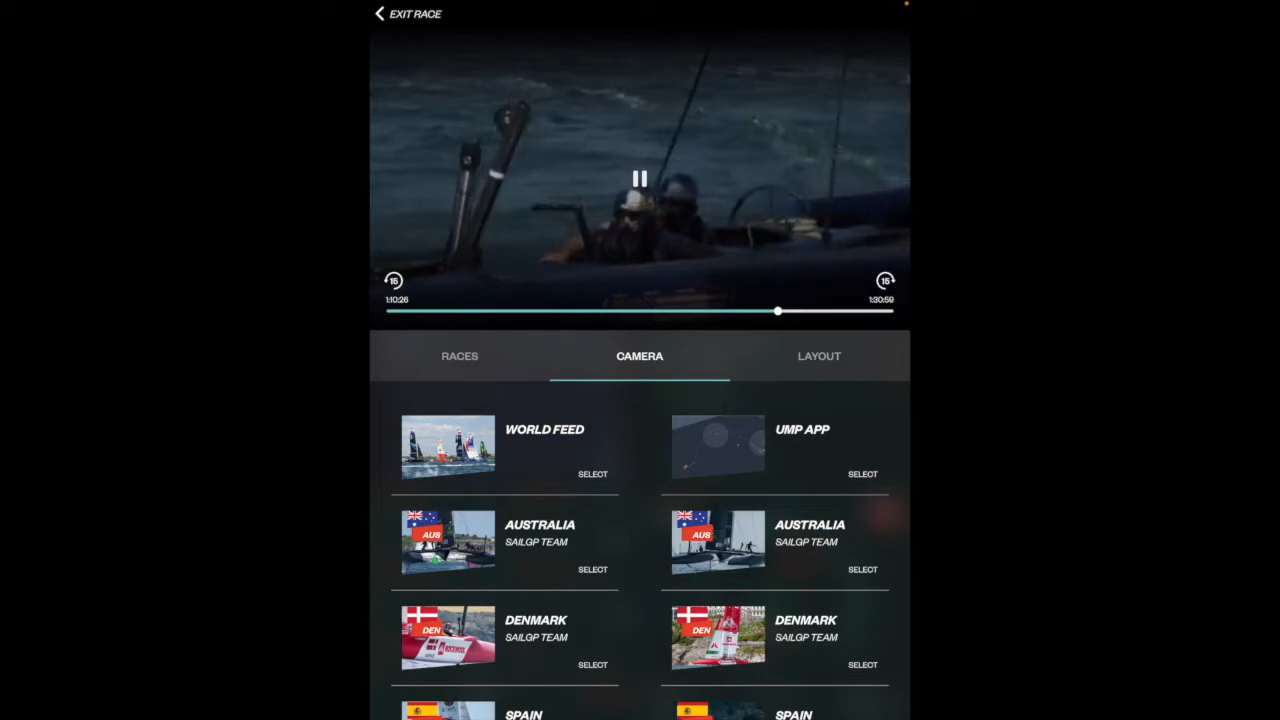 EXIT RACE
15
15
1:10:26
1:30:59
RACES
CAMERA
LAYOUT
WORLD FEED
SELECT
UMP APP
SELECT
AUS
AUSTRALIA
SAILGP TEAM
SELECT
AUS
AUSTRALIA
SAILGP TEAM
SELECT
DEN
DENMARK
SAILGP TEAM
SELECT
DEN
DENMARK
SAILGP TEAM
SELECT
SPAIN
SPAIN